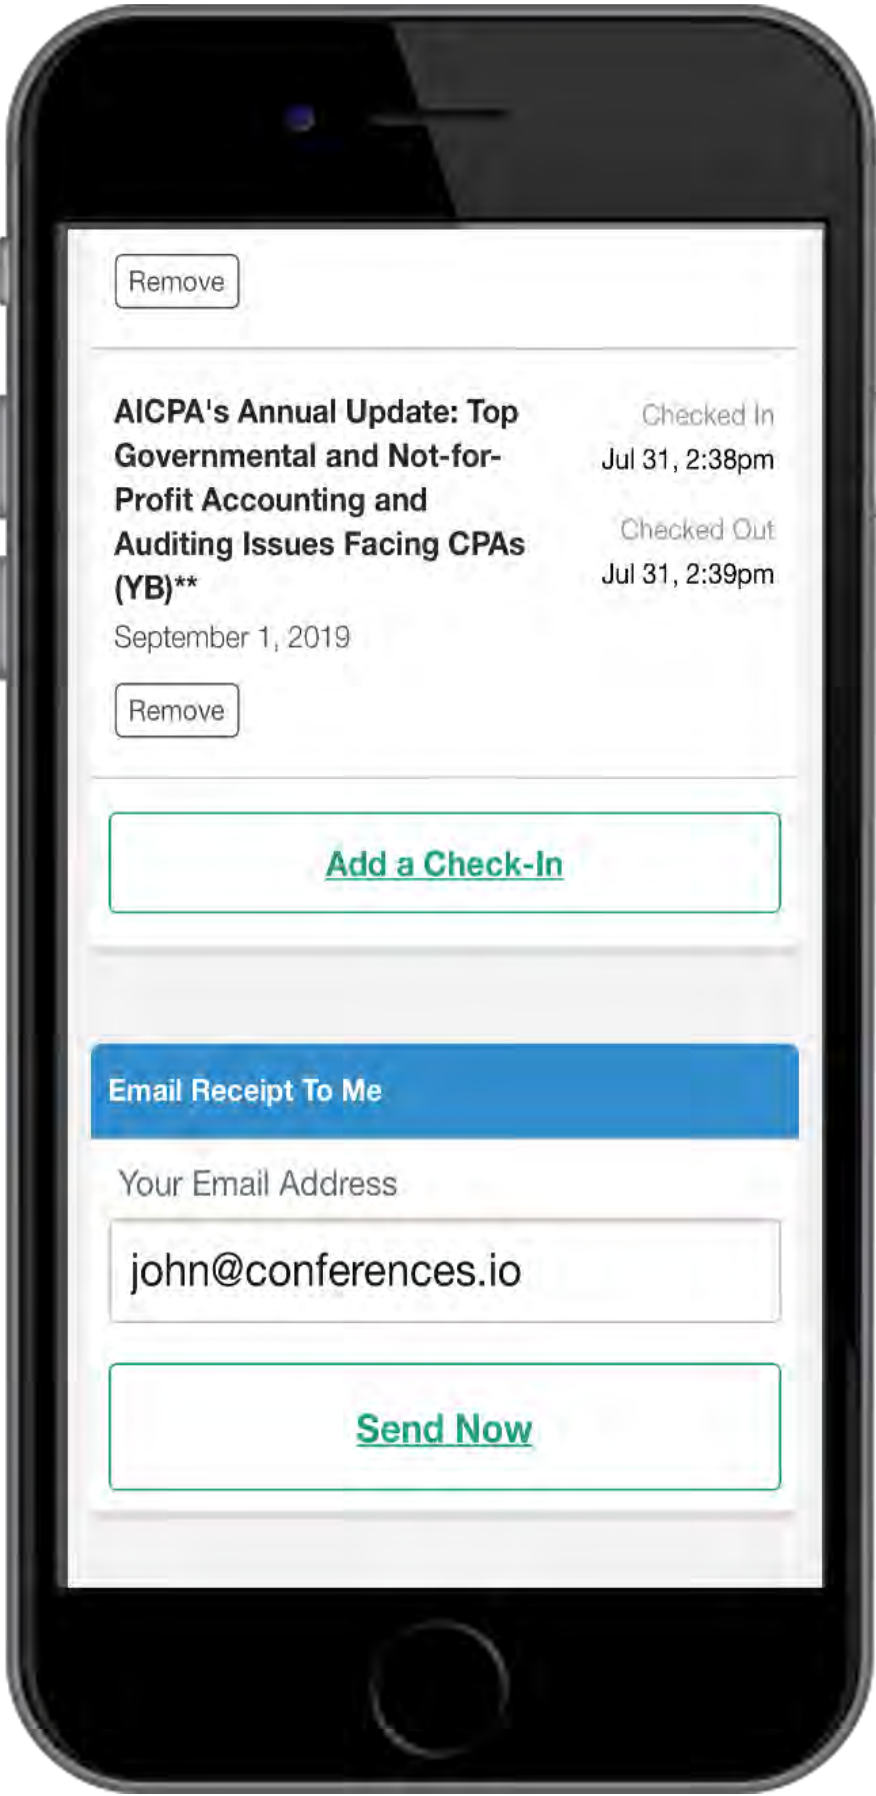 Remove
AICPA's Annual Update: Top
Governmental and Not-for-
Profit Accounting and
Auditing Issues Facing CPAs
(YB)**
September 1, 2019
Checked In
Jul 31, 2:38pm
Checked Out
Jul 31, 2:39pm
Remove
Add a Check-In
Email Receipt To Me
Your Email Address
john@conferences.io
Send Now